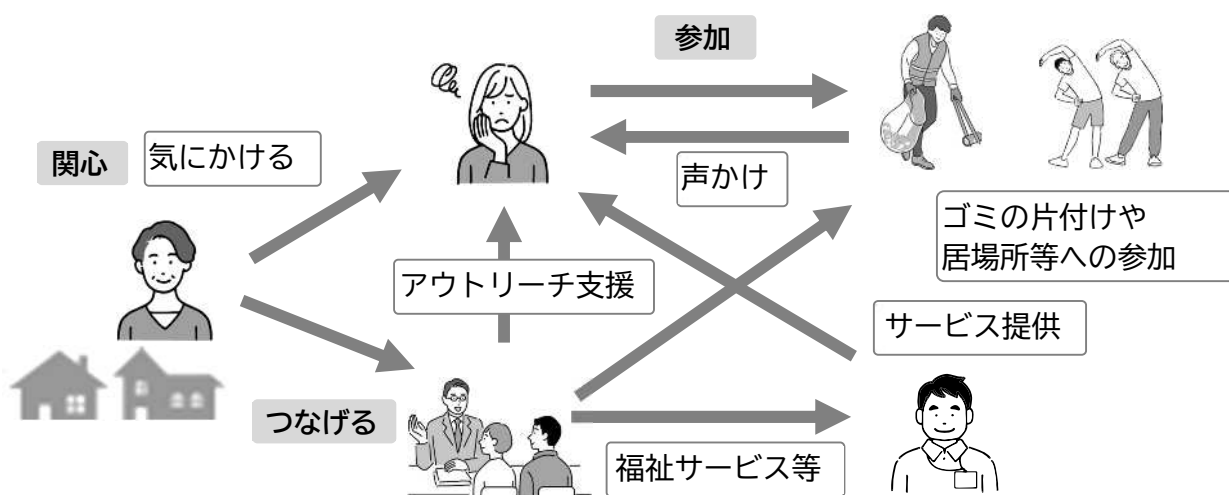 参加
関心
気にかける
声かけ
ゴミの片付けや
居場所等への参加
アウトリーチ支援
サービス提供
つなげる
福祉サービス等